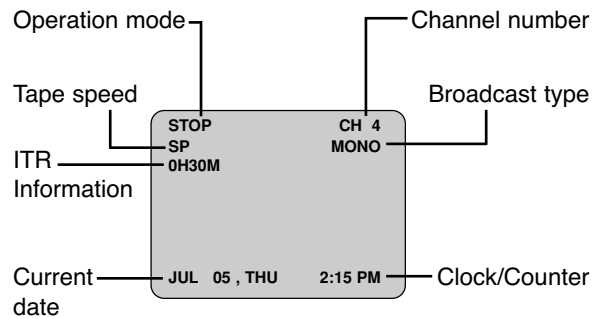 Operation mode
Channel number
Tape speed
Broadcast type
STOP
CH 4
SP
MONO
ITR
Information
0H30M
Current
date
JUL 05 , THU
2:15 PM
Clock/Counter